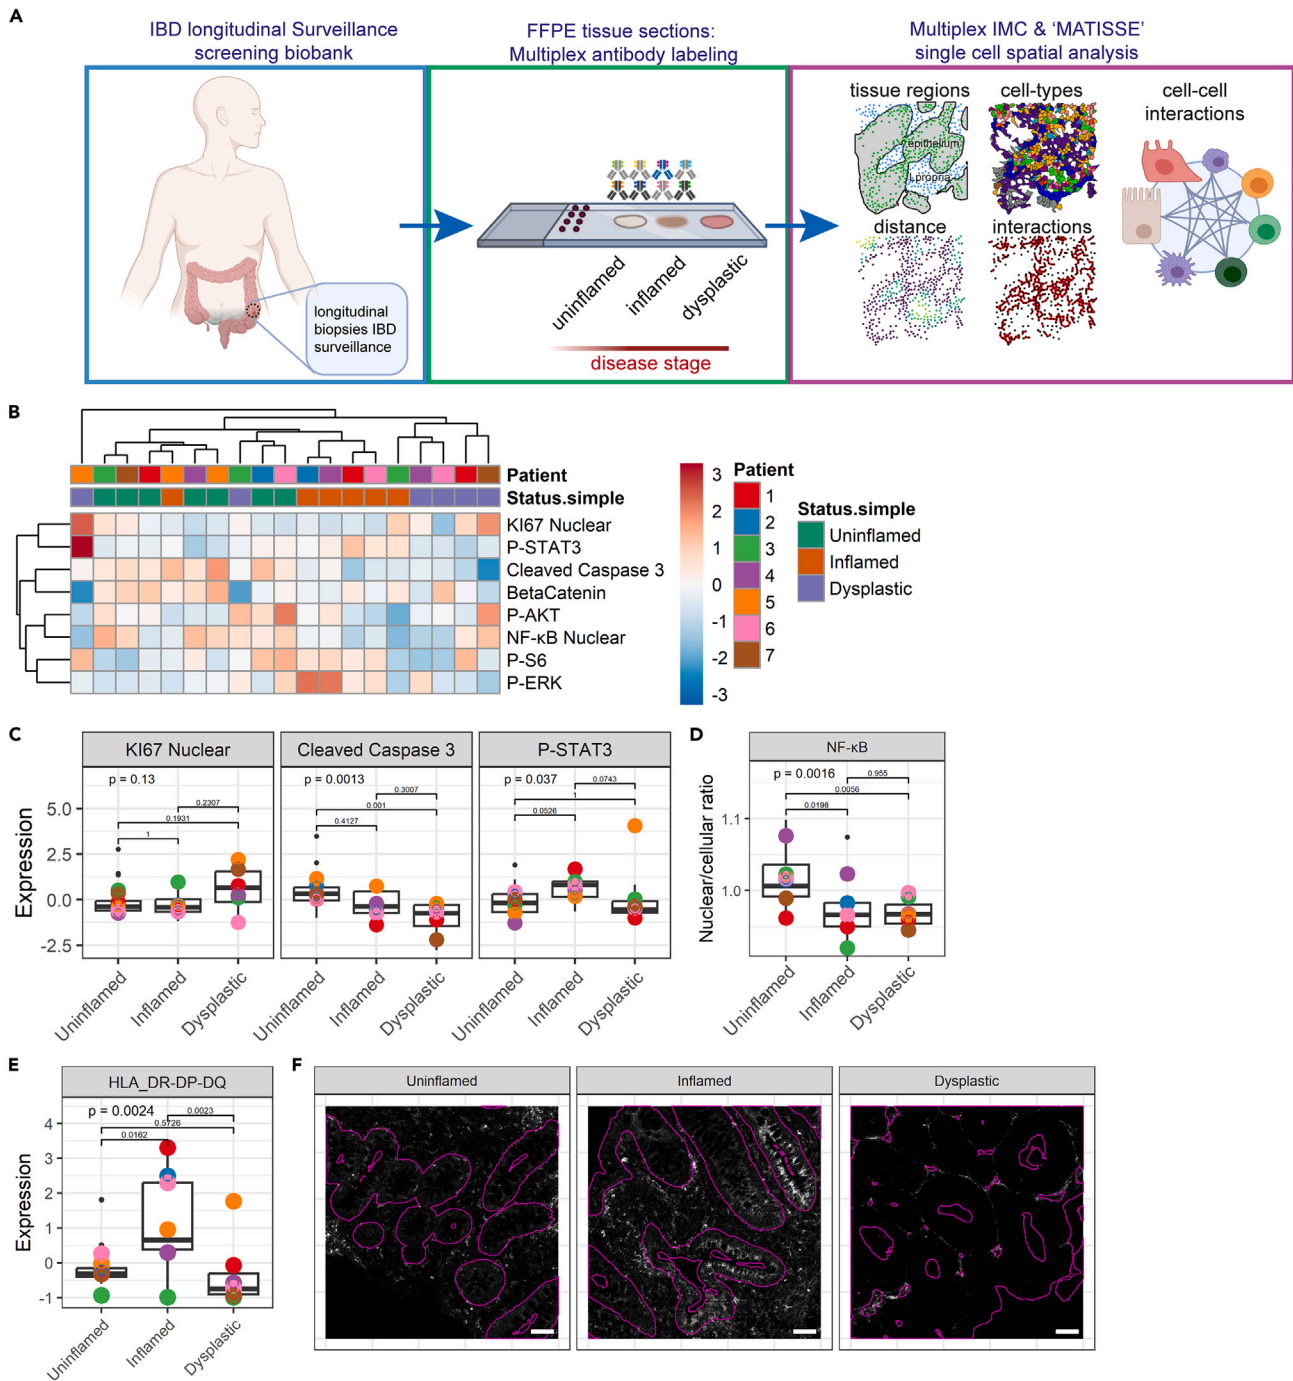 A
IBD longitudinal Surveillance
screening biobank
FFPE tissue sections:
Multiplex antibody labeling
Multiplex IMC & ‘MATISSE’
single cell spatial analysis
longitudinal
biopsies IBD
surveillance
uninflamed
inflamed
dysplastic
disease stage
tissue regions
cell-types
epithelium
Lpropria
distance
interactions
cell-cell
interactions
B
Patient
Status.simple
KI67 Nuclear
P-STAT3
Cleaved Caspase 3
BetaCatenin
P-AKT
NF-κB Nuclear
P-S6
P-ERK
3
2
1
0
-1
-2
-3
Patient
1
2
3
4
5
6
7
Status.simple
Uninflamed
Inflamed
Dysplastic
C
Expression
5.0
2.5
0.0
-2.5
KI67 Nuclear
p = 0.13
0.2307
0.1931
1
Uninflamed
Inflamed
Dysplastic
Cleaved Caspase 3
p = 0.0013
0.3007
0.001
0.4127
Uninflamed
Inflamed
Dysplastic
P-STAT3
p = 0.037
0.0743
1
0.0526
Uninflamed
Inflamed
Dysplastic
D
NF-κB
Nuclear/cellular ratio
1.1
1.0
p = 0.0016
0.955
0.0056
0.0198
Uninflamed
Inflamed
Dysplastic
E
HLA_DR-DP-DQ
Expression
4
3
2
1
0
-1
p = 0.0024
0.0023
0.5726
0.0162
Uninflamed
Inflamed
Dysplastic
F
Uninflamed
Inflamed
Dysplastic